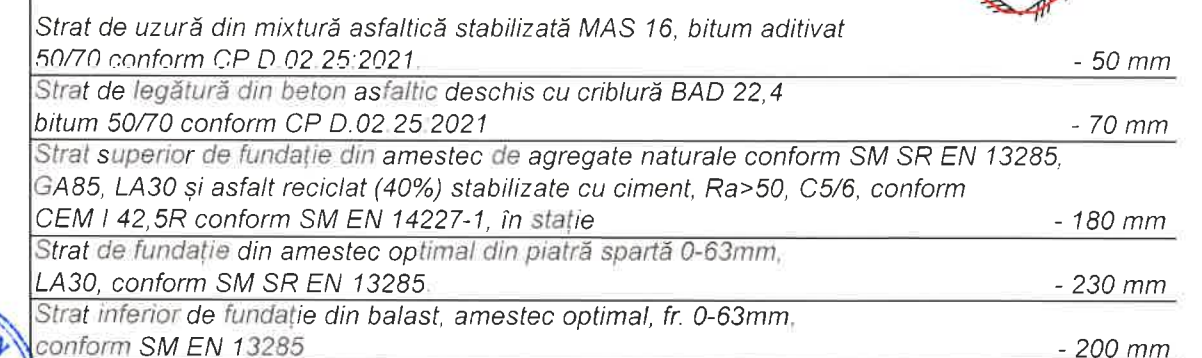 Strat de uzură din mixtură asfaltică stabilizată MAS 16, bitum aditivat
50/70 conform CP D.02.25:2021. - 50 mm
Strat de legătură din beton asfaltic deschis cu criblură BAD 22,4
bitum 50/70 conform CP D.02.25:2021 - 70 mm
Strat superior de fundație din amestec de agregate naturale conform SM SR EN 13285,
GA85, LA30 și asfalt reciclat (40%) stabilizate cu ciment, Ra>50, C5/6, conform
CEM I 42,5R conform SM EN 14227-1, în stație - 180 mm
Strat de fundație din amestec optimal din piatră spartă 0-63mm,
LA30, conform SM SR EN 13285. - 230 mm
Strat inferior de fundație din balast, amestec optimal, fr. 0-63mm,
conform SM EN 13285 - 200 mm